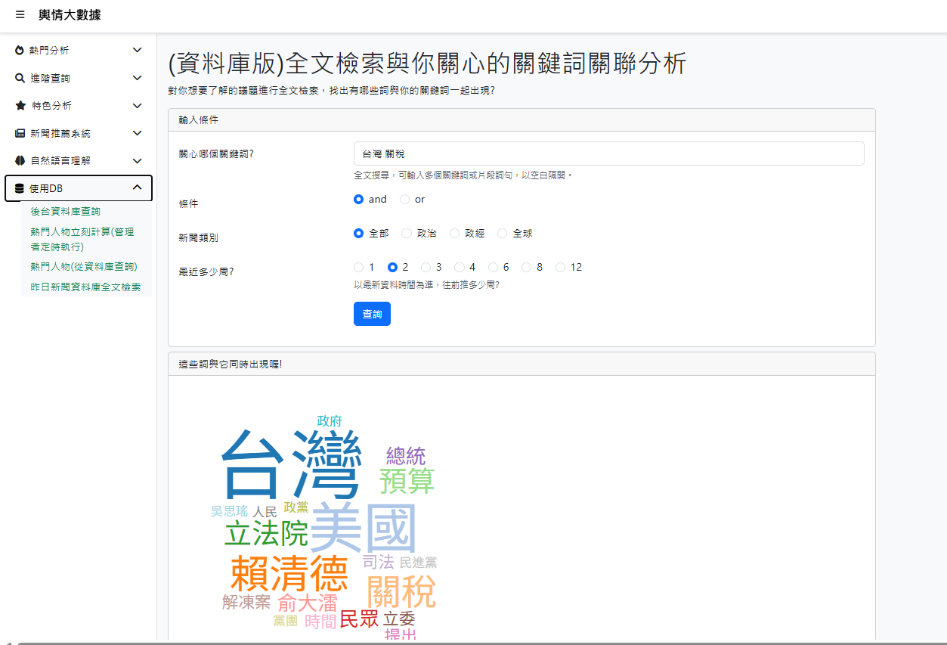 輿情大數據
熱門分析
進階查詢
特色分析
新聞推薦系統
自然語言理解
使用DB
後台資料庫查詢
熱門人物立刻計算(管理
者定時執行)
熱門人物(從資料庫查詢)
昨日新聞資料庫全文檢索
(資料庫版)全文檢索與你關心的關鍵詞關聯分析
對你想要了解的議題進行全文檢索，找出有哪些詞與你的關鍵詞一起出現?
輸入條件
關心哪個關鍵詞?
台灣 關稅
全文搜尋，可輸入多個關鍵詞或片段詞句，以空白隔開。
條件
and or
新聞類別
全部 政治 政經 全球
最近多少周?
1 2 3 4 6 8 12
以最新資料時間為準，往前推多少周?
查詢
這些詞與它同時出現喔!
政府
台灣
總統
預算
吳思瑤 人民 政黨
立法院 美國
賴清德 司法 民進黨
關稅
解凍案 俞大㵢
黨團 時間 民眾 立委
提出